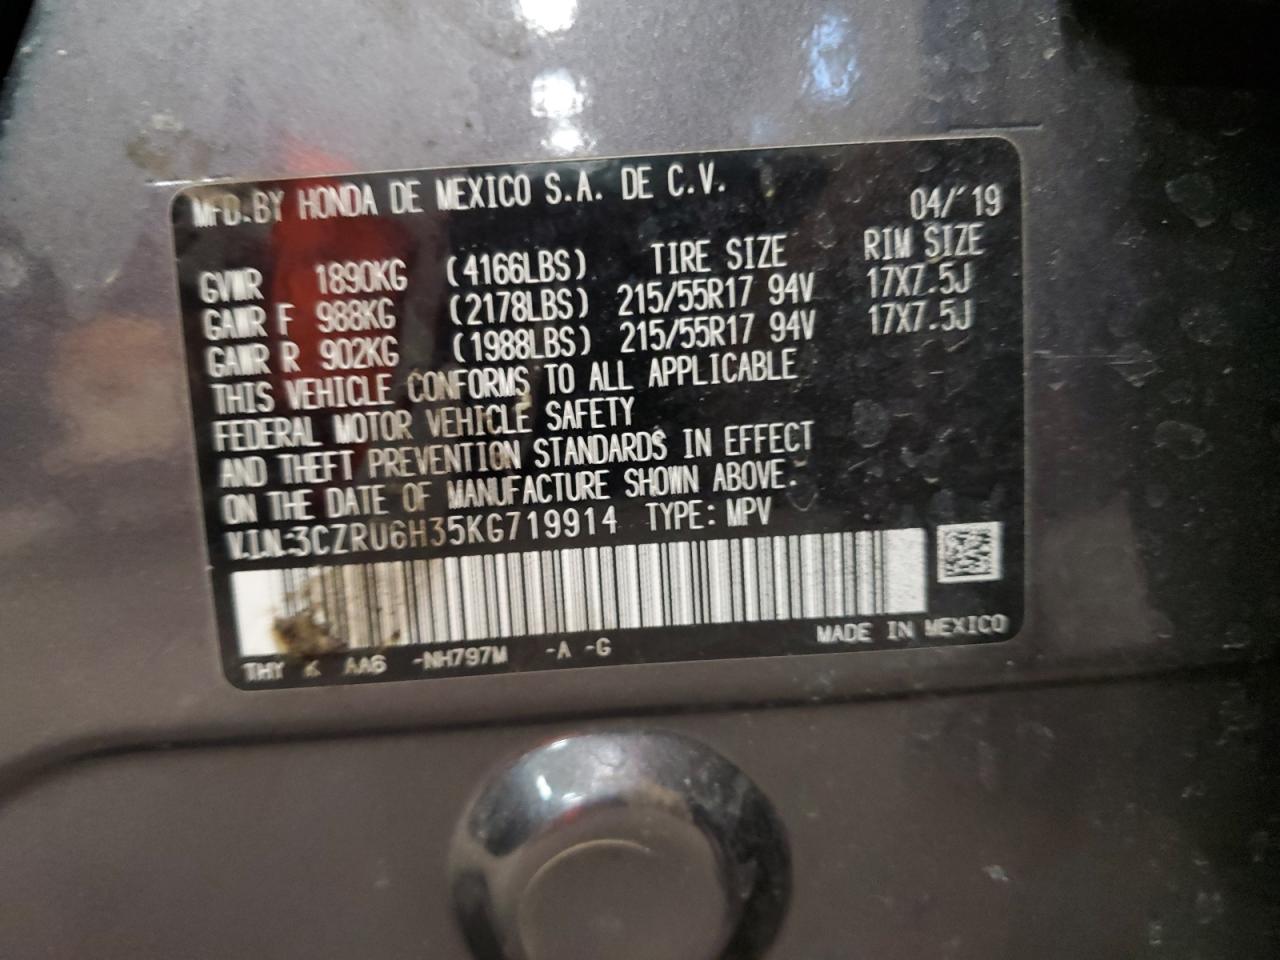 MFD. BY HONDA DE MEXICO S.A. DE C.V.
04/'19
GVWR 1890KG (4166LBS) TIRE SIZE RIM SIZE
GAWR F 988KG (2178LBS) 215/55R17 94V 17X7.5J
GAWR R 902KG (1988LBS) 215/55R17 94V 17X7.5J
THIS VEHICLE CONFORMS TO ALL APPLICABLE
FEDERAL MOTOR VEHICLE SAFETY
AND THEFT PREVENTION STANDARDS IN EFFECT
ON THE DATE OF MANUFACTURE SHOWN ABOVE.
V.I.N.:3CZRU6H35KG719914 TYPE: MPV
THY K AA6 -NH797M -A -G MADE IN MEXICO